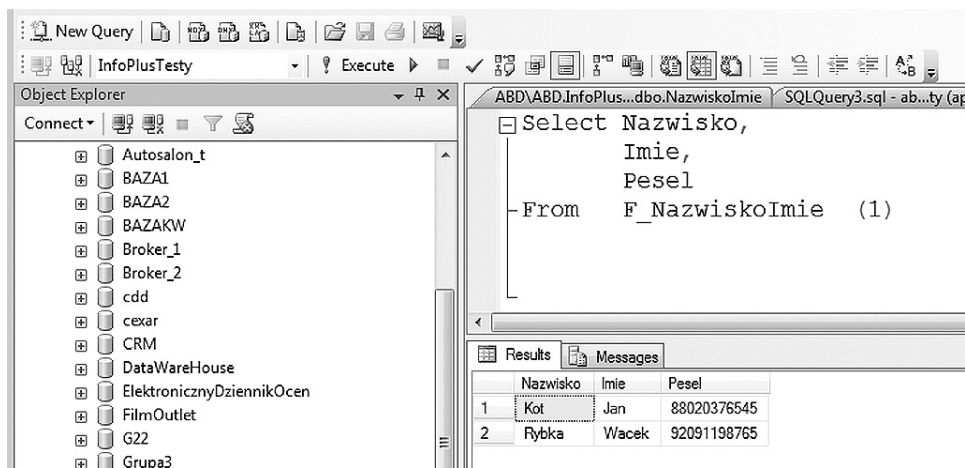 New Query
InfoPlusTesty
Execute
Object Explorer
Connect
Autosalon_t
BAZA1
BAZA2
BAZAKW
Broker_1
Broker_2
cdd
cexar
CRM
DataWareHouse
ElektronicznyDziennikOcen
FilmOutlet
G22
Grupa3
ABD\ABD.InfoPlus...dbo.NazwiskoImie SQLQuery3.sql - ab...ty (ap
Select Nazwisko,
Imie,
Pesel
From F_NazwiskoImie (1)
Results Messages
Nazwisko Imie Pesel
1 Kot Jan 88020376545
2 Rybka Wacek 92091198765